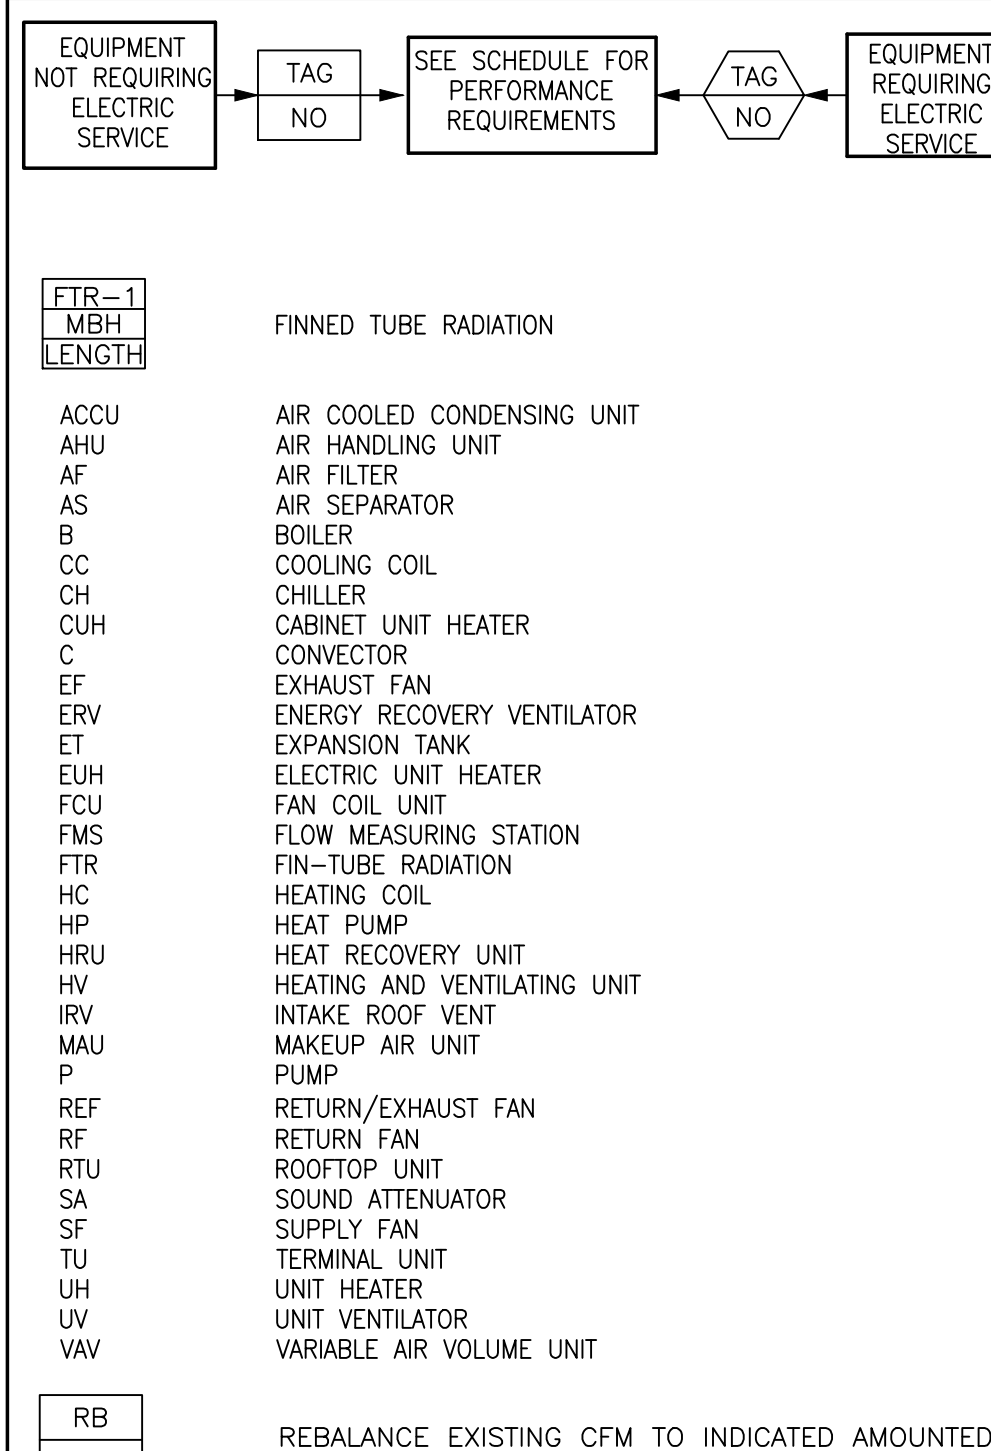 EQUIPMENT
NOT REQUIRING
ELECTRIC
SERVICE
TAG
NO
SEE SCHEDULE FOR
PERFORMANCE
REQUIREMENTS
TAG
NO
EQUIPMENT
REQUIRING
ELECTRIC
SERVICE
FTR-1
MBH
LENGTH
FINNED TUBE RADIATION
ACCU AIR COOLED CONDENSING UNIT
AHU AIR HANDLING UNIT
AF AIR FILTER
AS AIR SEPARATOR
B BOILER
CC COOLING COIL
CH CHILLER
CUH CABINET UNIT HEATER
C CONVECTOR
EF EXHAUST FAN
ERV ENERGY RECOVERY VENTILATOR
ET EXPANSION TANK
EUH ELECTRIC UNIT HEATER
FCU FAN COIL UNIT
FMS FLOW MEASURING STATION
FTR FIN-TUBE RADIATION
HC HEATING COIL
HP HEAT PUMP
HRU HEAT RECOVERY UNIT
HV HEATING AND VENTILATING UNIT
IRV INTAKE ROOF VENT
MAU MAKEUP AIR UNIT
P PUMP
REF RETURN/EXHAUST FAN
RF RETURN FAN
RTU ROOFTOP UNIT
SA SOUND ATTENUATOR
SF SUPPLY FAN
TU TERMINAL UNIT
UH UNIT HEATER
UV UNIT VENTILATOR
VAV VARIABLE AIR VOLUME UNIT
RB
REBALANCE EXISTING CFM TO INDICATED AMOUNTED